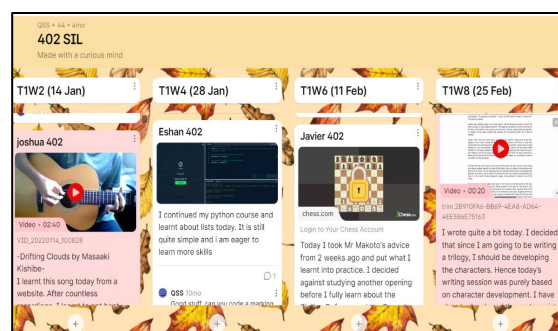 QSS + 44 + 4mo
402 SIL
Made with a curious mind
T1W2 (14 Jan)
joshua 402
Video • 02:40
VID_20220114_100828
-Drifting Clouds by Masaaki
Kishibe-
I learnt this song today from a
website. After countless
T1W4 (28 Jan)
Eshan 402
I continued my python course and
learnt about lists today. It is still
quite simple and i am eager to
learn more skills
1
QSS 10mo
Good stuff, can you code a marking
T1W6 (11 Feb)
Javier 402
chess.com
Chess.com
Login to Your Chess Account
Today I took Mr Makoto's advice
from 2 weeks ago and put what I
learnt into practice. I decided
against studying another opening
before I fully learn about the
T1W8 (25 Feb)
Video • 00:20
I wrote quite a bit today. I decided
that since I am going to be writing
a trilogy, I should be developing
the characters. Hence today's
writing session was purely based
on character development. I have